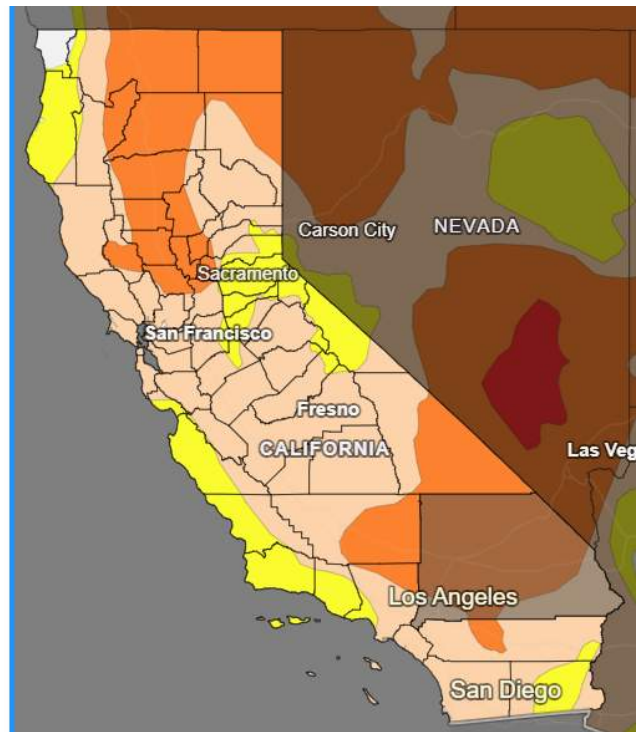 Carson City
NEVADA
Sacramento
San Francisco
Fresno
CALIFORNIA
Las Veg
Los Angeles
San Diego